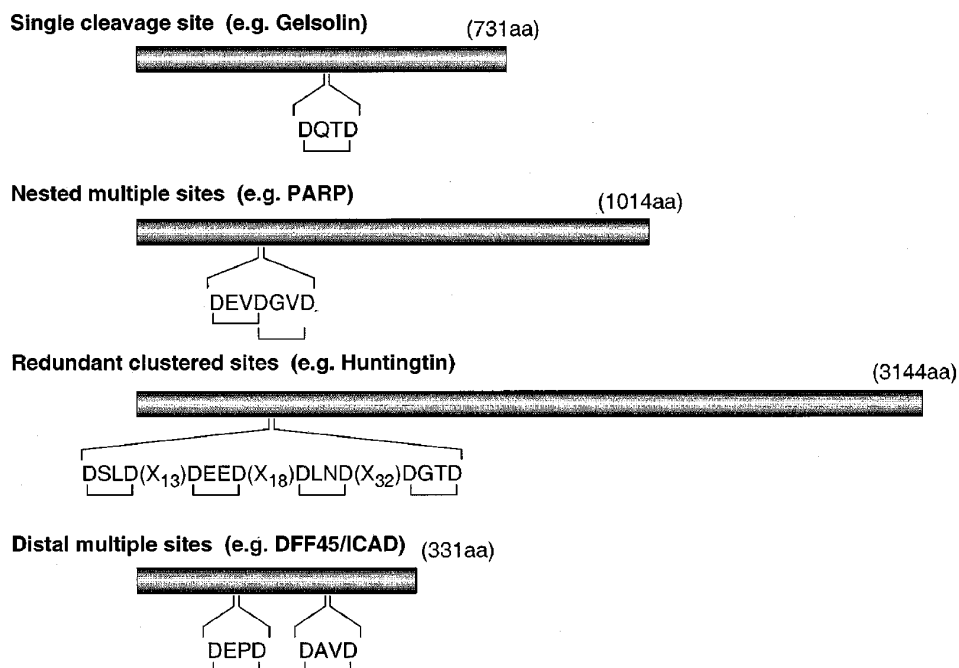 Single cleavage site (e.g. Gelsolin)
(731aa)
DQTD
Nested multiple sites (e.g. PARP)
(1014aa)
DEVDGVD
Redundant clustered sites (e.g. Huntingtin)
(3144aa)
DSLD(X13)DEED(X18)DLND(X32)DGTD
Distal multiple sites (e.g. DFF45/ICAD)
(331aa)
DEPD DAVD